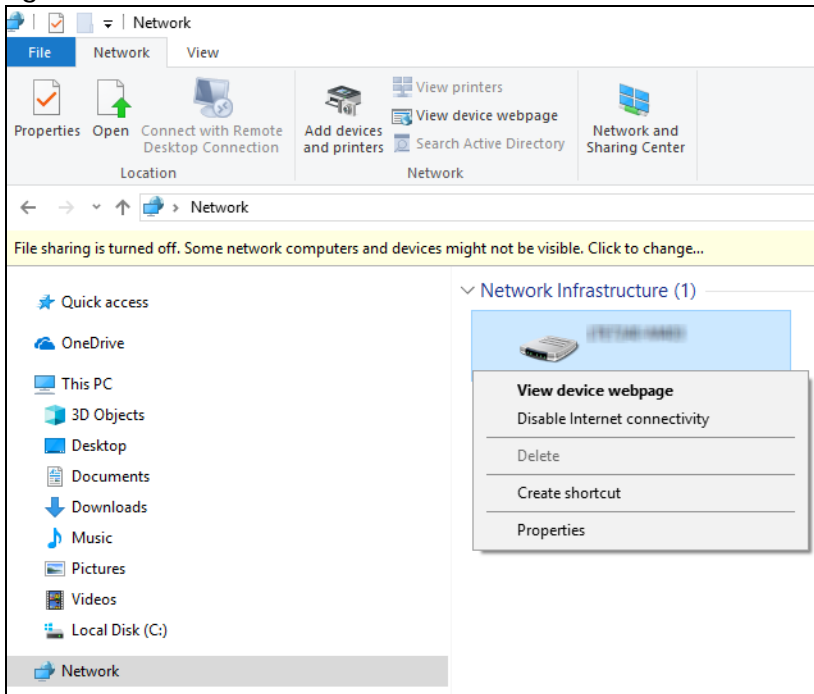 Network
File Network View
Properties Open Connect with Remote Desktop Connection
Add devices and printers
View printers
View device webpage
Search Active Directory
Network and Sharing Center
Location Network
Network
File sharing is turned off. Some network computers and devices might not be visible. Click to change...
Quick access
OneDrive
This PC
3D Objects
Desktop
Documents
Downloads
Music
Pictures
Videos
Local Disk (C:)
Network
Network Infrastructure (1)
View device webpage
Disable Internet connectivity
Delete
Create shortcut
Properties